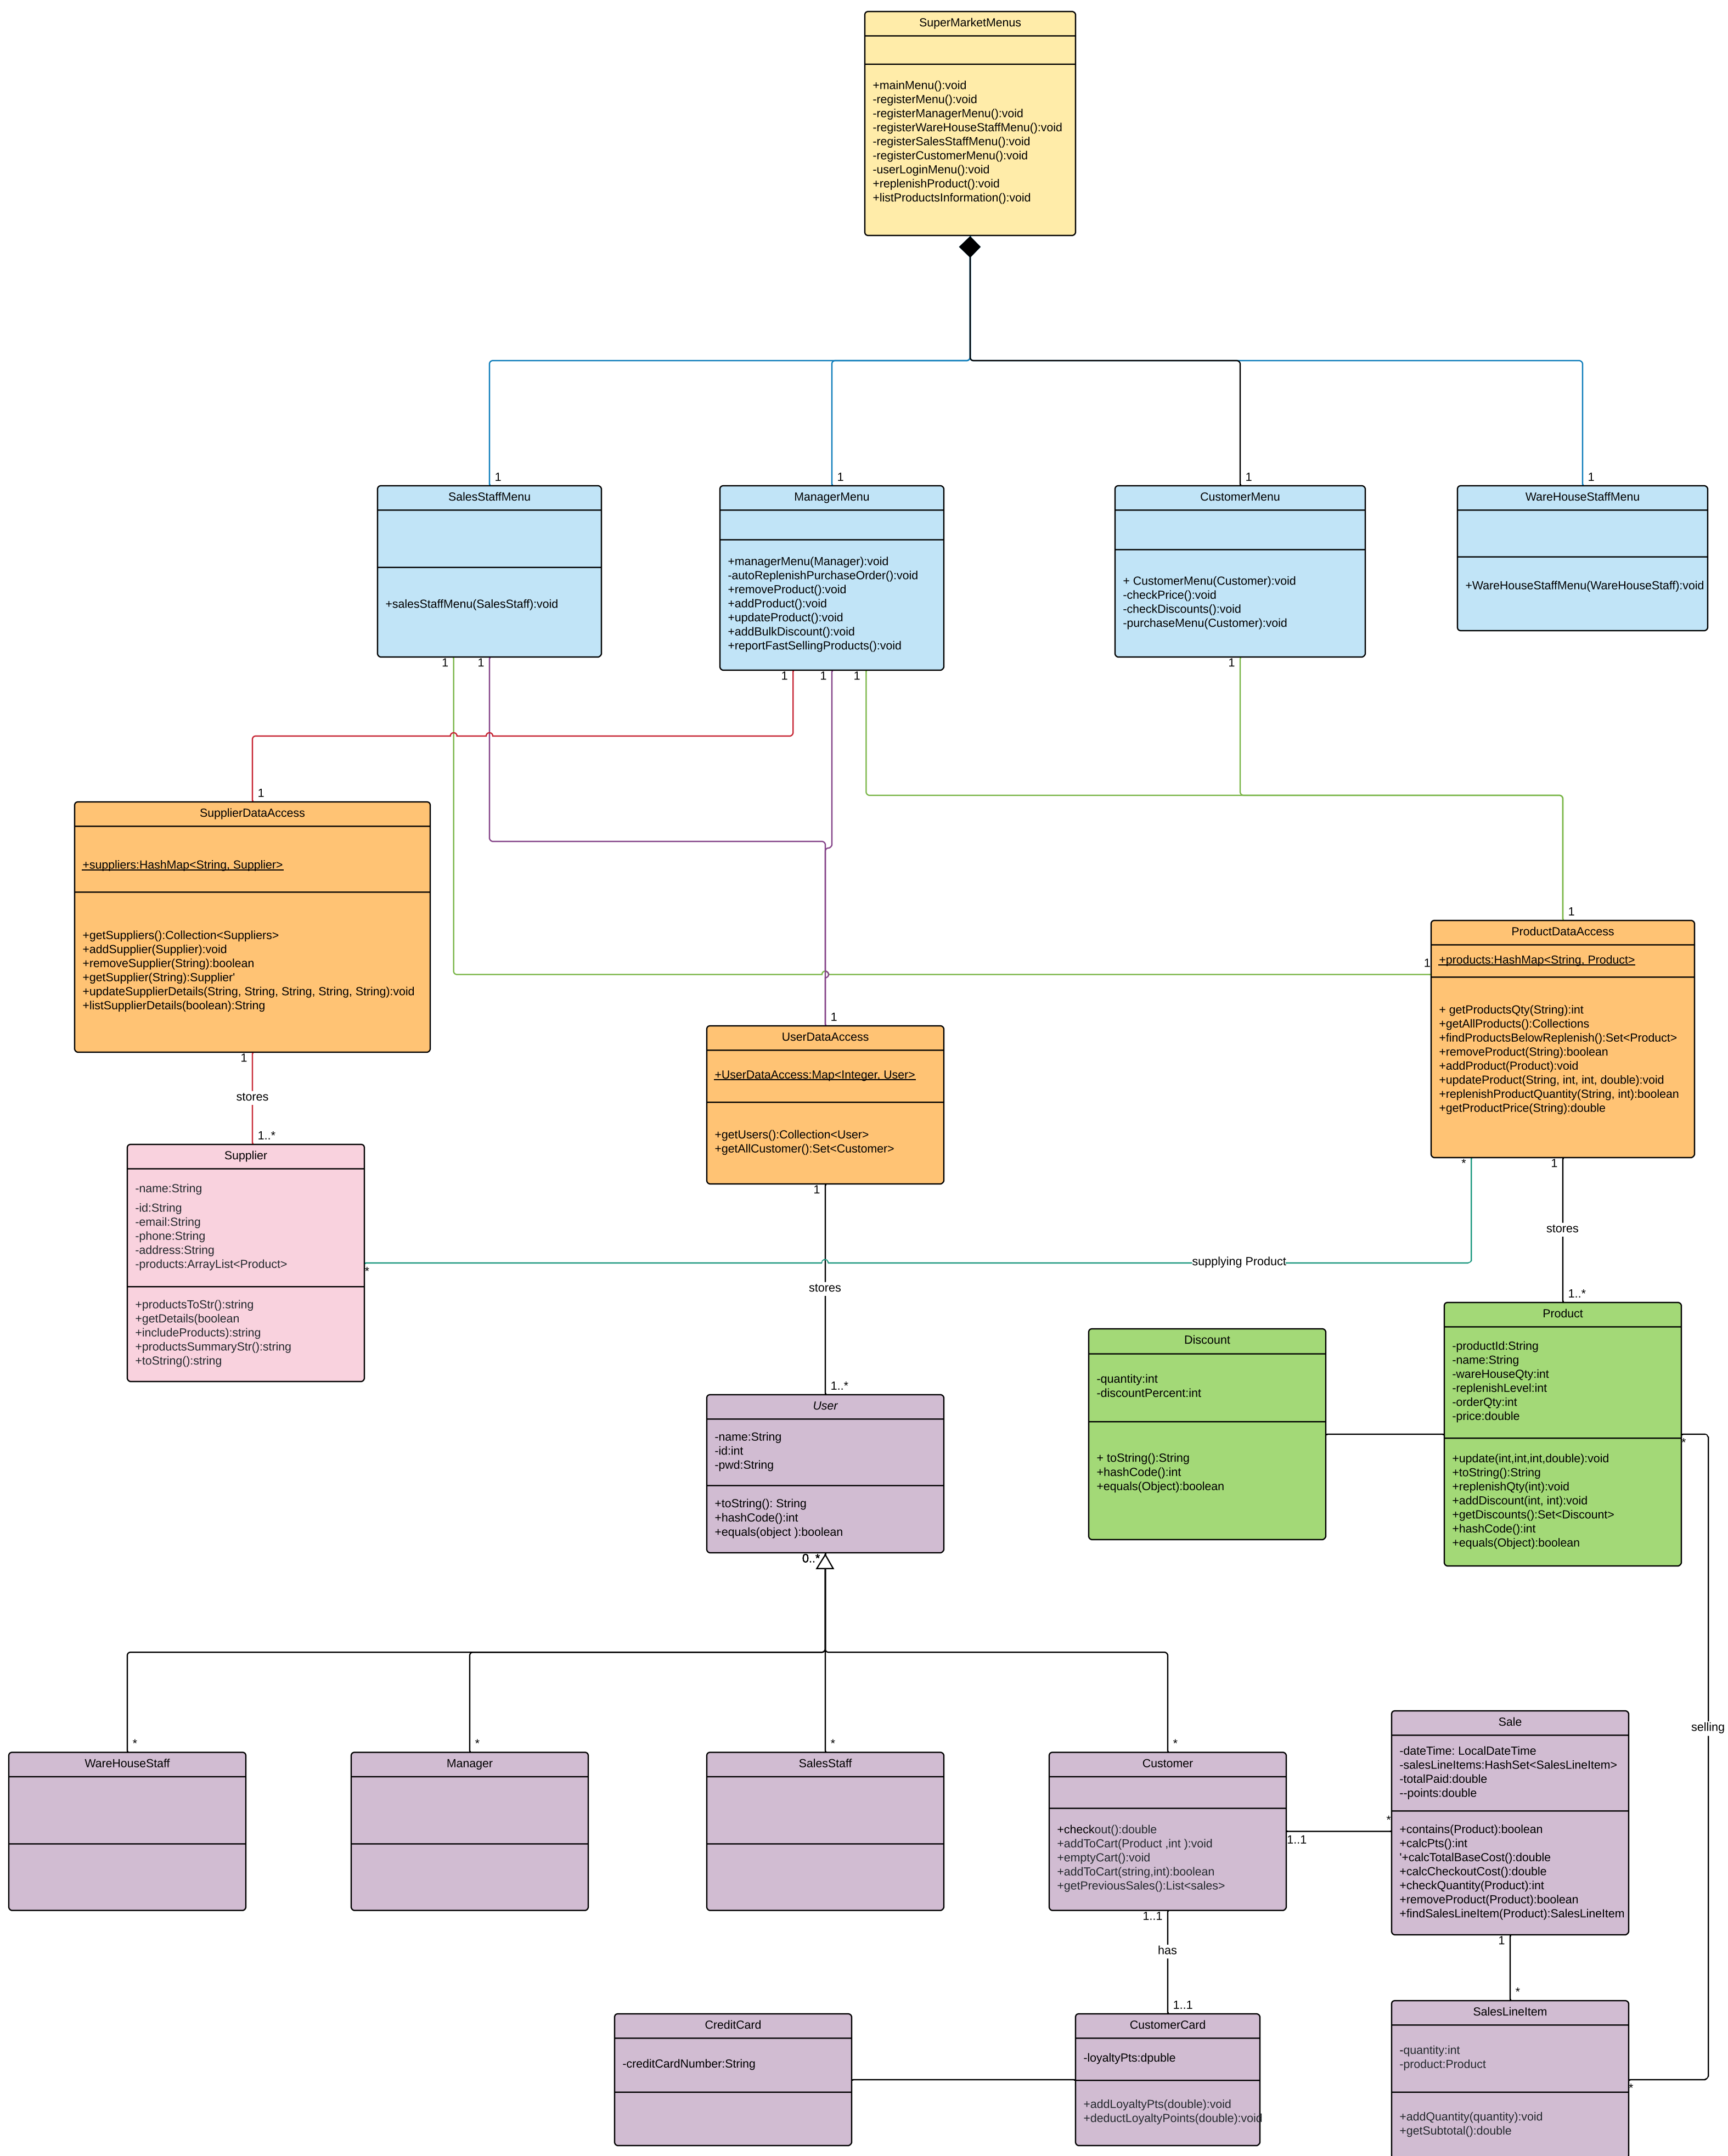 SuperMarketMenus
+mainMenu():void
-registerMenu():void
-registerManagerMenu():void
-registerWareHouseStaffMenu():void
-registerSalesStaffMenu():void
-registerCustomerMenu():void
-userLoginMenu():void
+replenishProduct():void
+listProductsInformation():void
1
1
1
1
SalesStaffMenu
+salesStaffMenu(SalesStaff):void
1
1
ManagerMenu
+managerMenu(Manager):void
-autoReplenishPurchaseOrder():void
+removeProduct():void
+addProduct():void
+updateProduct():void
+addBulkDiscount():void
+reportFastSellingProducts():void
1
1
1
CustomerMenu
+ CustomerMenu(Customer):void
-checkPrice():void
-checkDiscounts():void
-purchaseMenu(Customer):void
1
WareHouseStaffMenu
+WareHouseStaffMenu(WareHouseStaff):void
1
SupplierDataAccess
+suppliers:HashMap<String, Supplier>
+getSuppliers():Collection<Suppliers>
+addSupplier(Supplier):void
+removeSupplier(String):boolean
+getSupplier(String):Supplier'
+updateSupplierDetails(String, String, String, String, String):void
+listSupplierDetails(boolean):String
1
stores
1..*
1
UserDataAccess
+UserDataAccess:Map<Integer, User>
+getUsers():Collection<User>
+getAllCustomer():Set<Customer>
1
stores
1..*
1
1
ProductDataAccess
+products:HashMap<String, Product>
+ getProductsQty(String):int
+getAllProducts():Collections
+findProductsBelowReplenish():Set<Product>
+removeProduct(String):boolean
+addProduct(Product):void
+updateProduct(String, int, int, double):void
+replenishProductQuantity(String, int):boolean
+getProductPrice(String):double
*
1
stores
1..*
Supplier
-name:String
-id:String
-email:String
-phone:String
-address:String
-products:ArrayList<Product>
+productsToStr():string
+getDetails(boolean
+includeProducts):string
+productsSummaryStr():string
+toString():string
*
supplying Product
Discount
-quantity:int
-discountPercent:int
+ toString():String
+hashCode():int
+equals(Object):boolean
Product
-productId:String
-name:String
-wareHouseQty:int
-replenishLevel:int
-orderQty:int
-price:double
+update(int,int,int,double):void
+toString():String
+replenishQty(int):void
+addDiscount(int, int):void
+getDiscounts():Set<Discount>
+hashCode():int
+equals(Object):boolean
*
selling
User
-name:String
-id:int
-pwd:String
+toString(): String
+hashCode():int
+equals(object ):boolean
0..*
*
*
*
*
WareHouseStaff
Manager
SalesStaff
Customer
+checkout():double
+addToCart(Product ,int ):void
+emptyCart():void
+addToCart(string,int):boolean
+getPreviousSales():List<sales>
1..1
*
1..1
has
1..1
Sale
-dateTime: LocalDateTime
-salesLineItems:HashSet<SalesLineItem>
-totalPaid:double
--points:double
+contains(Product):boolean
+calcPts():int
'+calcTotalBaseCost():double
+calcCheckoutCost():double
+checkQuantity(Product):int
+removeProduct(Product):boolean
+findSalesLineItem(Product):SalesLineItem
1
*
CreditCard
-creditCardNumber:String
CustomerCard
-loyaltyPts:dpuble
+addLoyaltyPts(double):void
+deductLoyaltyPoints(double):void
SalesLineItem
-quantity:int
-product:Product
+addQuantity(quantity):void
+getSubtotal():double
*